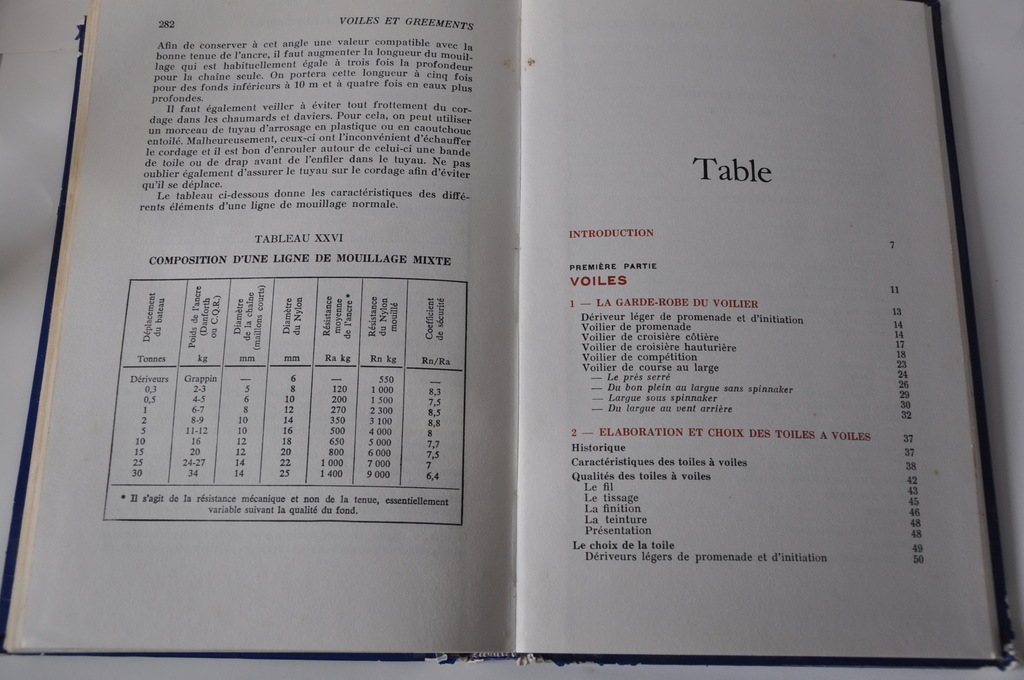 282 VOILES ET GREEMENTS
Afin de conserver à cet angle une valeur compatible avec la
bonne tenue de l'ancre, il faut augmenter la longueur du mouil-
lage qui est habituellement égale à trois fois la profondeur
pour la chaîne seule. On portera cette longueur à cinq fois
pour des fonds inférieurs à 10 m et à quatre fois en eaux plus
profondes.
Il faut également veiller à éviter tout frottement du cor-
dage dans les chaumards et daviers. Pour cela, on peut utiliser
un morceau de tuyau d'arrosage en plastique ou en caoutchouc
entoilé. Malheureusement, ceux-ci ont l'inconvénient d'échauffer
le cordage et il est bon d'enrouler autour de celui-ci une bande
de toile ou de drap avant de l'enfiler dans le tuyau. Ne pas
oublier également d'assurer le tuyau sur le cordage afin d'éviter
qu'il se déplace.
Le tableau ci-dessous donne les caractéristiques des diffé-
rents éléments d'une ligne de mouillage normale.
TABLEAU XXVI
COMPOSITION D'UNE LIGNE DE MOUILLAGE MIXTE
Déplacement du bateau
Poids de l'ancre (Danforth ou C.Q.R.)
Diamètre de la chaîne (maillons courts)
Diamètre du Nylon
Résistance moyenne de l'ancre *
Résistance du Nylon mouillé
Coefficient de sécurité
Tonnes kg mm mm Ra kg Rn kg Rn/Ra
Dériveurs Grappin — 6 — 550 —
0,3 2-3 5 8 120 1 000 8,3
0,5 4-5 6 10 200 1 500 7,5
1 6-7 8 12 270 2 300 8,5
2 8-9 10 14 350 3 100 8,8
5 11-12 10 16 500 4 000 8
10 16 12 18 650 5 000 7,7
15 20 12 20 800 6 000 7,5
25 24-27 14 22 1 000 7 000 7
30 34 14 25 1 400 9 000 6,4
* Il s'agit de la résistance mécanique et non de la tenue, essentiellement
variable suivant la qualité du fond.
Table
INTRODUCTION 7
PREMIÈRE PARTIE
VOILES 11
1 — LA GARDE-ROBE DU VOILIER 13
Dériveur léger de promenade et d'initiation 14
Voilier de promenade 14
Voilier de croisière côtière 17
Voilier de croisière hauturière 18
Voilier de compétition 23
Voilier de course au large 24
— Le près serré 26
— Du bon plein au largue sans spinnaker 29
— Largue sous spinnaker 30
— Du largue au vent arrière 32
2 — ELABORATION ET CHOIX DES TOILES A VOILES 37
Historique 37
Caractéristiques des toiles à voiles 38
Qualités des toiles à voiles 42
Le fil 43
Le tissage 45
La finition 46
La teinture 48
Présentation 48
Le choix de la toile 49
Dériveurs légers de promenade et d'initiation 50